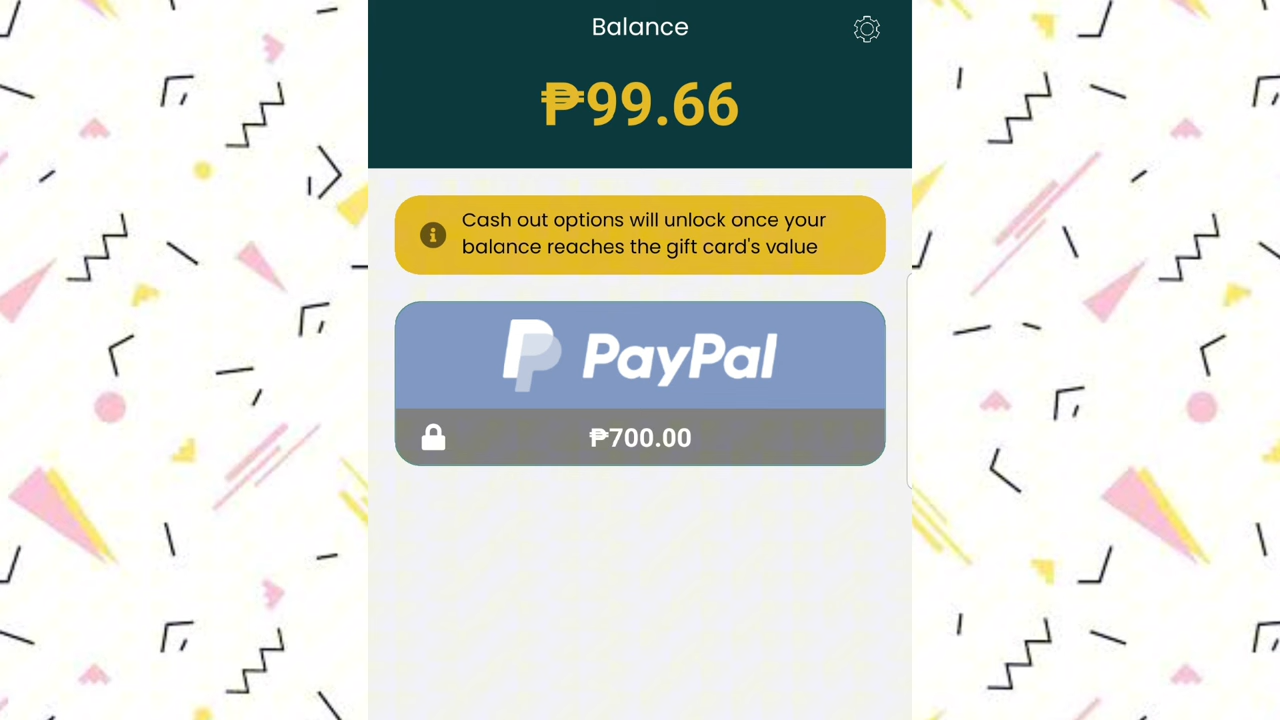 Balance
₱99.66
Cash out options will unlock once your
balance reaches the gift card's value
PayPal
₱700.00